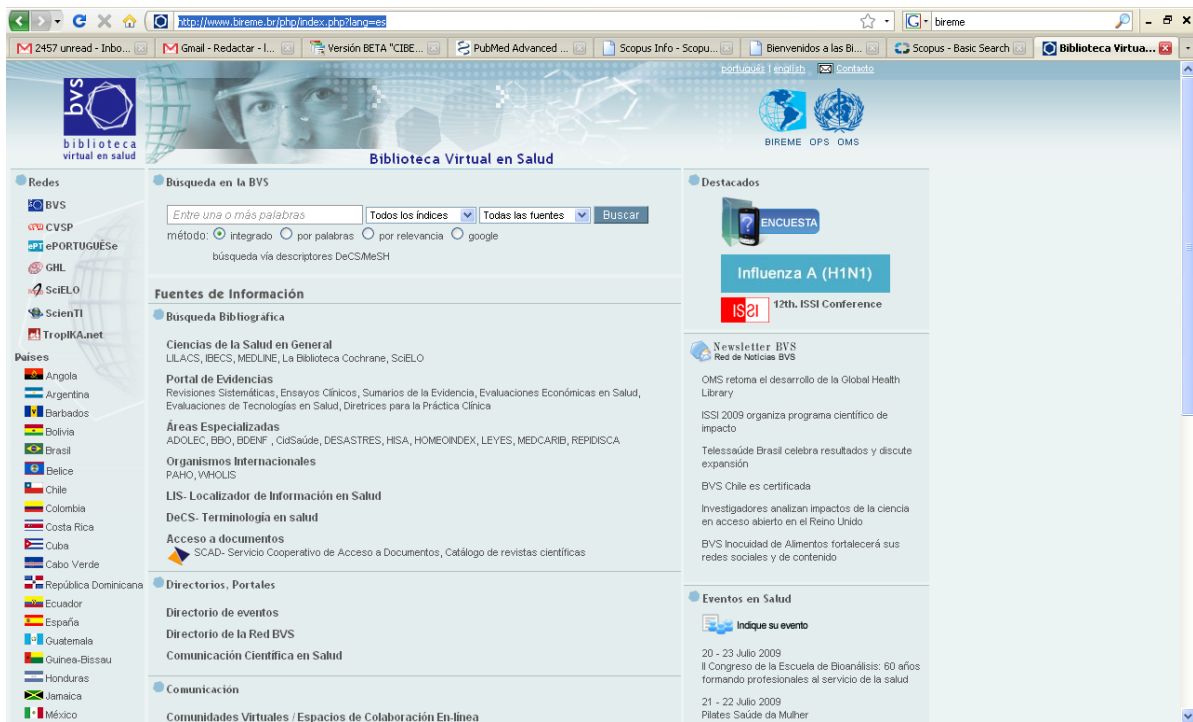 http://www.bireme.br/php/index.php?lang=es
bireme
2457 unread - Inbo...
Gmail - Redactar - l...
Versión BETA "CIBE...
PubMed Advanced ...
Scopus Info - Scopu...
Bienvenidos a las Bi...
Scopus - Basic Search
Biblioteca Virtua...
português | english Contacto
bvs
biblioteca
virtual en salud
Biblioteca Virtual en Salud
BIREME OPS OMS
Redes
BVS
CVSP
ePORTUGUÊSe
GHL
SciELO
ScienTI
TropIKA.net
Países
Angola
Argentina
Barbados
Bolivia
Brasil
Belice
Chile
Colombia
Costa Rica
Cuba
Cabo Verde
República Dominicana
Ecuador
España
Guatemala
Guinea-Bissau
Honduras
Jamaica
México
Búsqueda en la BVS
Entre una o más palabras Todos los índices Todas las fuentes Buscar
método: integrado por palabras por relevancia google
búsqueda vía descriptores DeCS/MeSH
Fuentes de Información
Búsqueda Bibliográfica
Ciencias de la Salud en General
LILACS, IBECS, MEDLINE, La Biblioteca Cochrane, SciELO
Portal de Evidencias
Revisiones Sistemáticas, Ensayos Clínicos, Sumarios de la Evidencia, Evaluaciones Económicas en Salud,
Evaluaciones de Tecnologías en Salud, Diretrices para la Práctica Clínica
Áreas Especializadas
ADOLEC, BBO, BDENF , CidSaúde, DESASTRES, HISA, HOMEOINDEX, LEYES, MEDCARIB, REPIDISCA
Organismos Internacionales
PAHO, WHOLIS
LIS- Localizador de Información en Salud
DeCS- Terminología en salud
Acceso a documentos
SCAD- Servicio Cooperativo de Acceso a Documentos, Catálogo de revistas científicas
Directorios, Portales
Directorio de eventos
Directorio de la Red BVS
Comunicación Científica en Salud
Comunicación
Comunidades Virtuales / Espacios de Colaboración En-línea
Destacados
ENCUESTA
Influenza A (H1N1)
ISSI 12th. ISSI Conference
Newsletter BVS
Red de Noticias BVS
OMS retoma el desarrollo de la Global Health
Library
ISSI 2009 organiza programa científico de
impacto
Telessaúde Brasil celebra resultados y discute
expansión
BVS Chile es certificada
Investigadores analizan impactos de la ciencia
en acceso abierto en el Reino Unido
BVS Inocuidad de Alimentos fortalecerá sus
redes sociales y de contenido
Eventos en Salud
Indique su evento
20 - 23 Julio 2009
II Congreso de la Escuela de Bioanálisis: 60 años
formando profesionales al servicio de la salud
21 - 22 Julio 2009
Pilates Saúde da Mulher